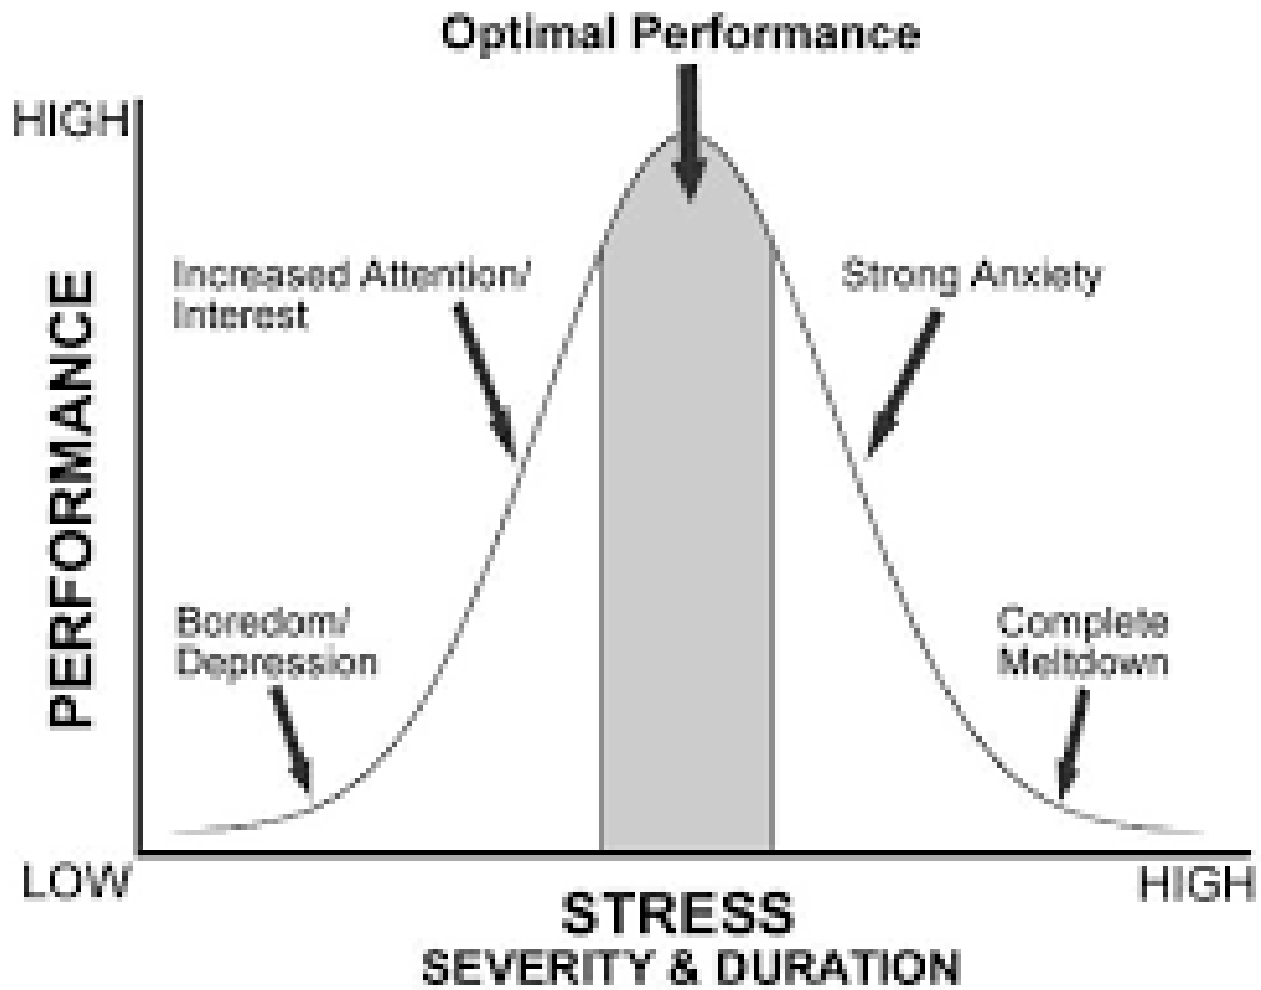 Optimal Performance
HIGH
Increased Attention/
Interest
Strong Anxiety
PERFORMANCE
Boredom/
Depression
Complete
Meltdown
LOW
HIGH
STRESS
SEVERITY & DURATION